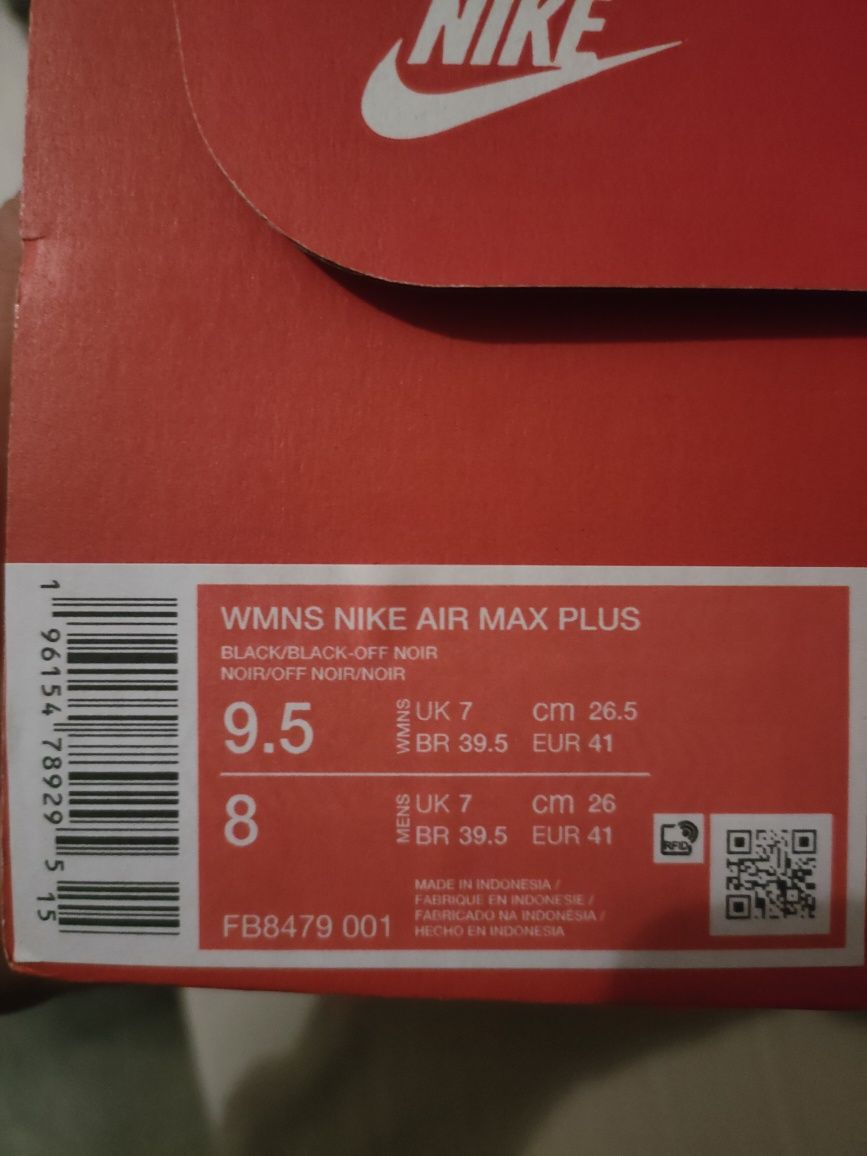 NIKE
WMNS NIKE AIR MAX PLUS
BLACK/BLACK-OFF NOIR
NOIR/OFF NOIR/NOIR
9.5 WMNS UK 7 cm 26.5
BR 39.5 EUR 41
8 MENS UK 7 cm 26
BR 39.5 EUR 41
RFID
MADE IN INDONESIA /
FABRIQUE EN INDONESIE /
FABRICADO NA INDONÉSIA /
HECHO EN INDONESIA
FB8479 001
1 96154 78929 5 15